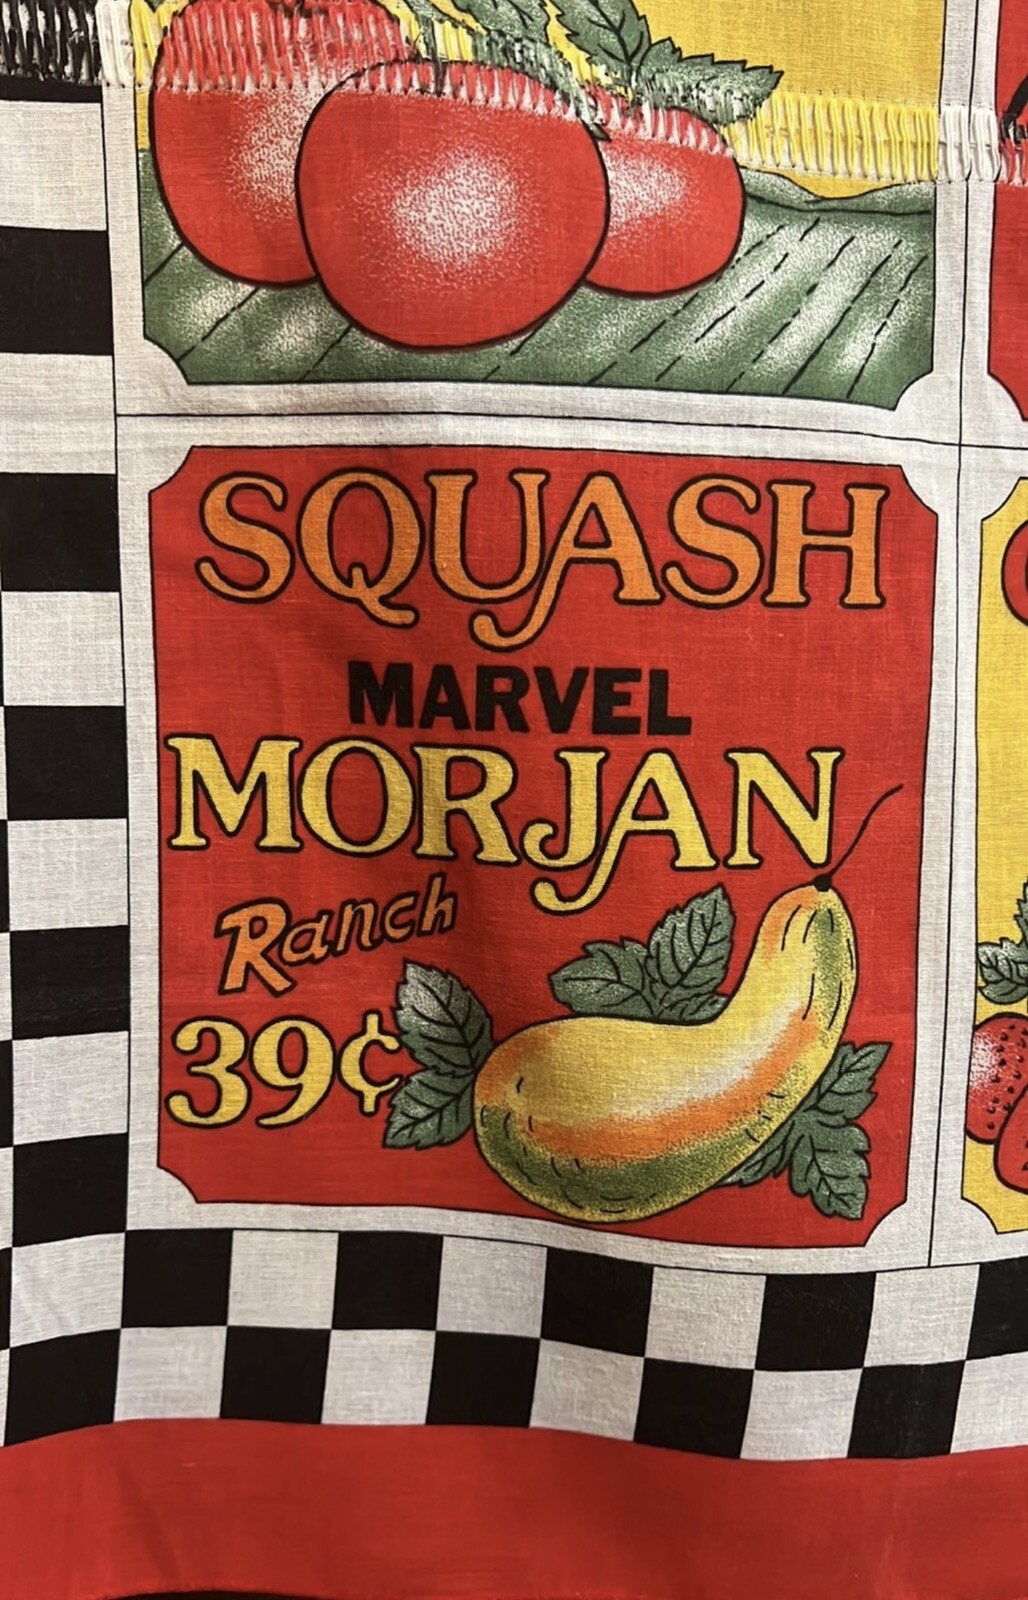 SQUASH
MARVEL
MORJAN
Ranch
39¢